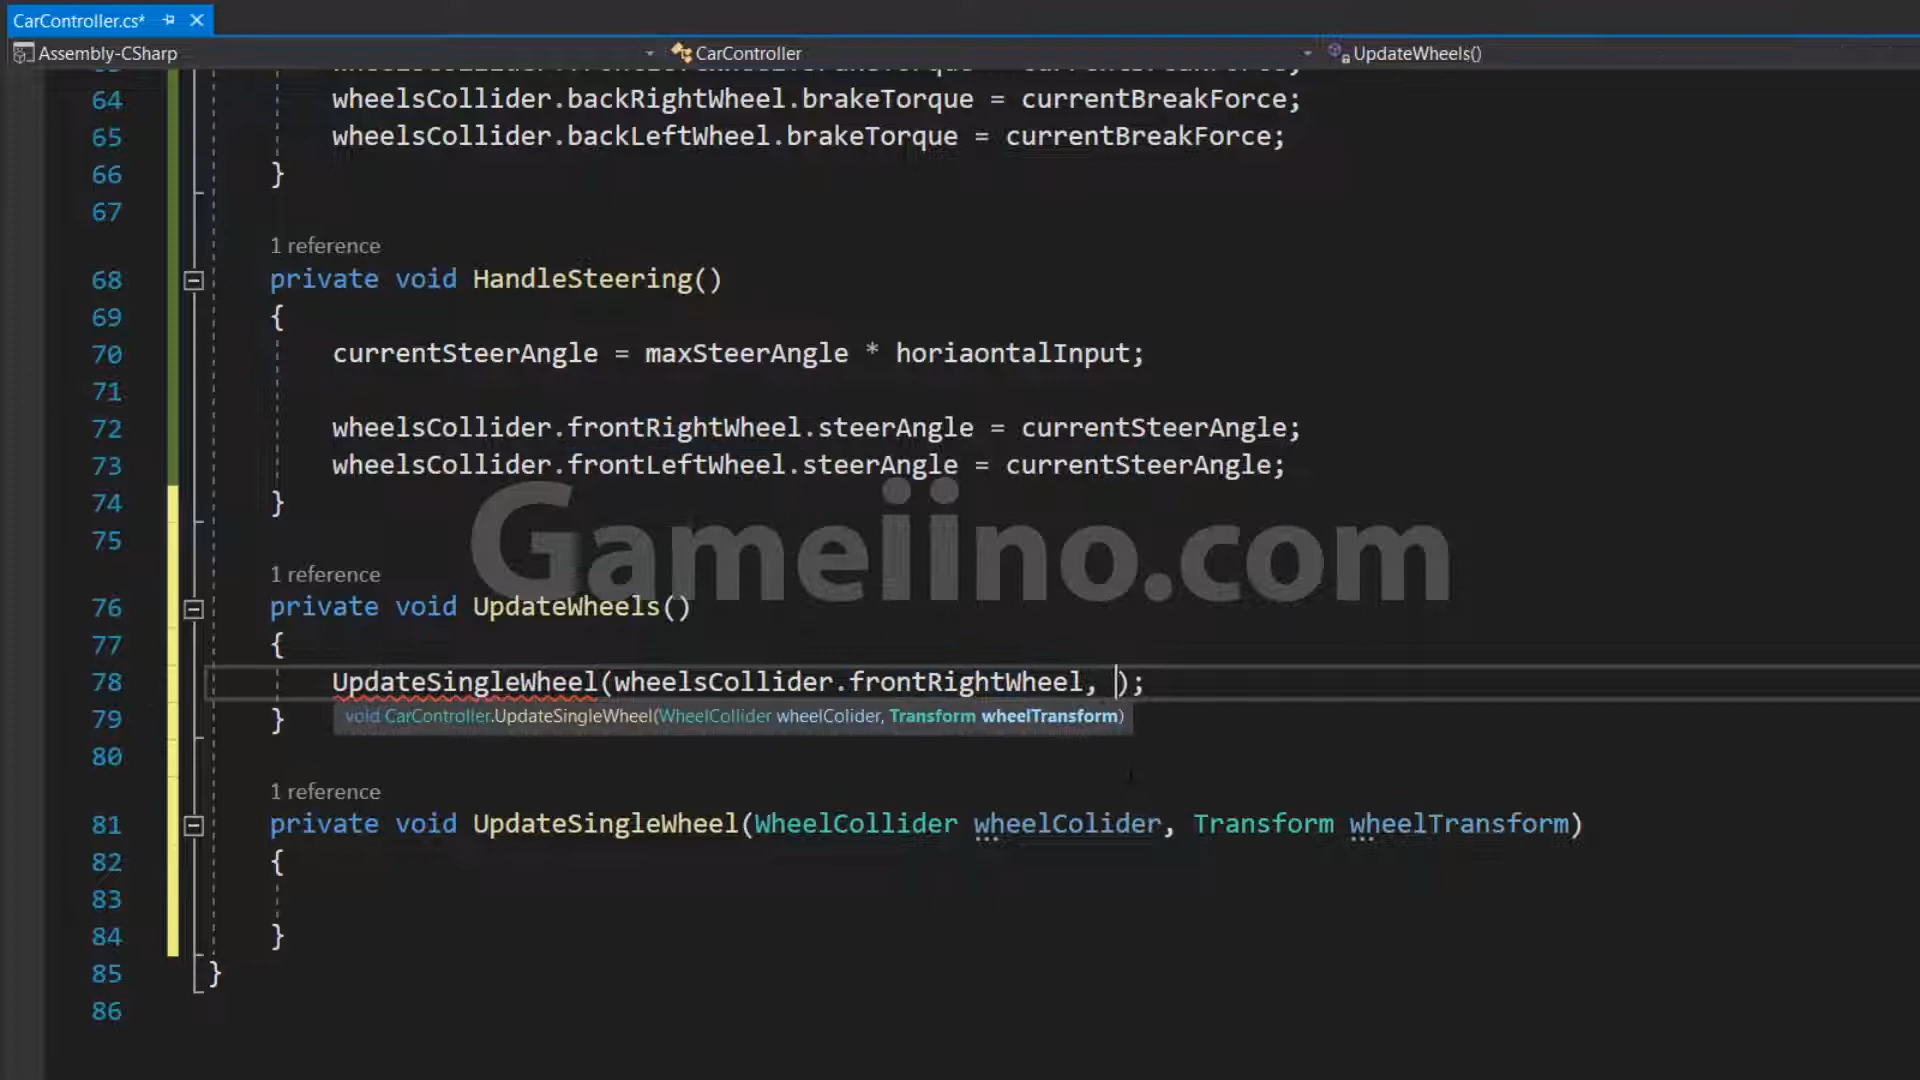 CarController.cs*
Assembly-CSharp CarController UpdateWheels()
64 wheelsCollider.backRightWheel.brakeTorque = currentBreakForce;
65 wheelsCollider.backLeftWheel.brakeTorque = currentBreakForce;
66 }
67
1 reference
68 private void HandleSteering()
69 {
70 currentSteerAngle = maxSteerAngle * horiaontalInput;
71
72 wheelsCollider.frontRightWheel.steerAngle = currentSteerAngle;
73 wheelsCollider.frontLeftWheel.steerAngle = currentSteerAngle;
74 }
75
Gameiino.com
1 reference
76 private void UpdateWheels()
77 {
78 UpdateSingleWheel(wheelsCollider.frontRightWheel, );
79 }
void CarController.UpdateSingleWheel(WheelCollider wheelColider, Transform wheelTransform)
80
1 reference
81 private void UpdateSingleWheel(WheelCollider wheelColider, Transform wheelTransform)
82 {
83
84 }
85 }
86